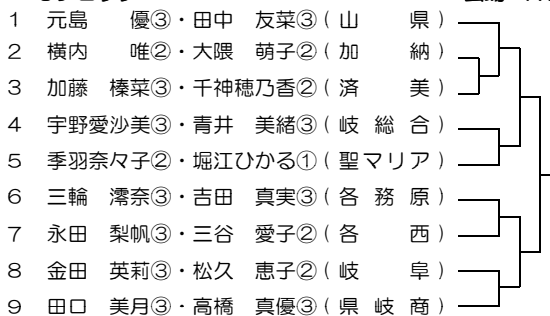 1 元島 優③・田中 友菜③(山 県)
2 横内 唯②・大隈 萌子②(加 納)
3 加藤 榛菜③・千神穂乃香②(済 美)
4 宇野愛沙美③・青井 美緒③(岐 総 合)
5 季羽奈々子②・堀江ひかる①(聖マリア)
6 三輪 澪奈③・吉田 真実③(各 務 原)
7 永田 梨帆③・三谷 愛子②(各 西)
8 金田 英莉③・松久 恵子②(岐 阜)
9 田口 美月③・高橋 真優③(県 岐 商)